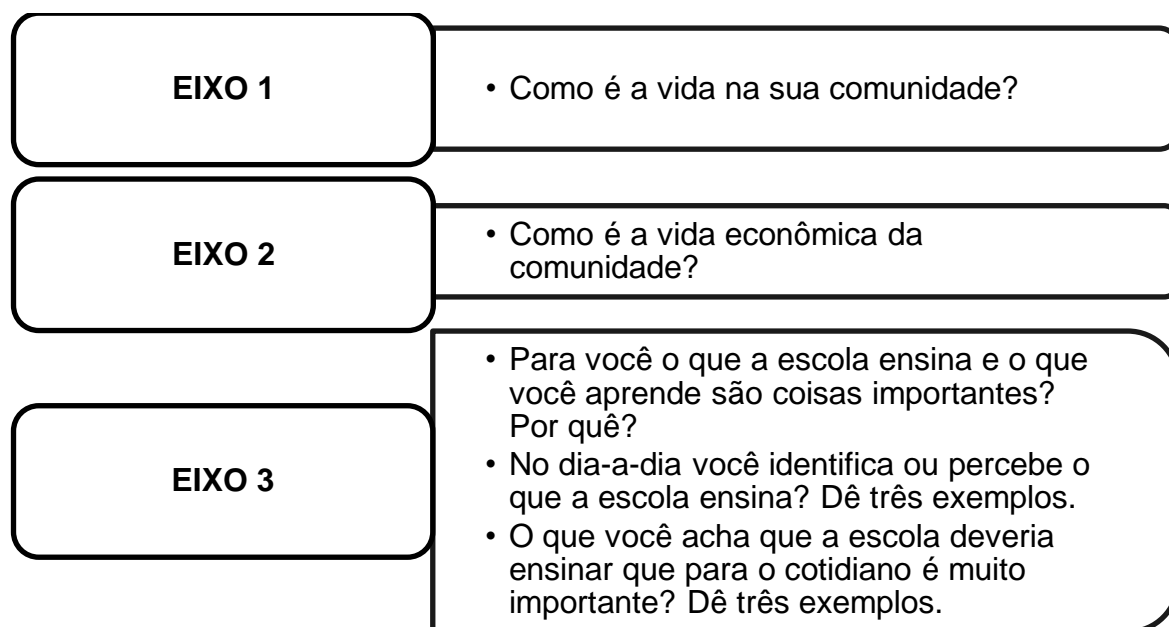 EIXO 1
• Como é a vida na sua comunidade?
EIXO 2
• Como é a vida econômica da
comunidade?
EIXO 3
• Para você o que a escola ensina e o que
você aprende são coisas importantes?
Por quê?
• No dia-a-dia você identifica ou percebe o
que a escola ensina? Dê três exemplos.
• O que você acha que a escola deveria
ensinar que para o cotidiano é muito
importante? Dê três exemplos.